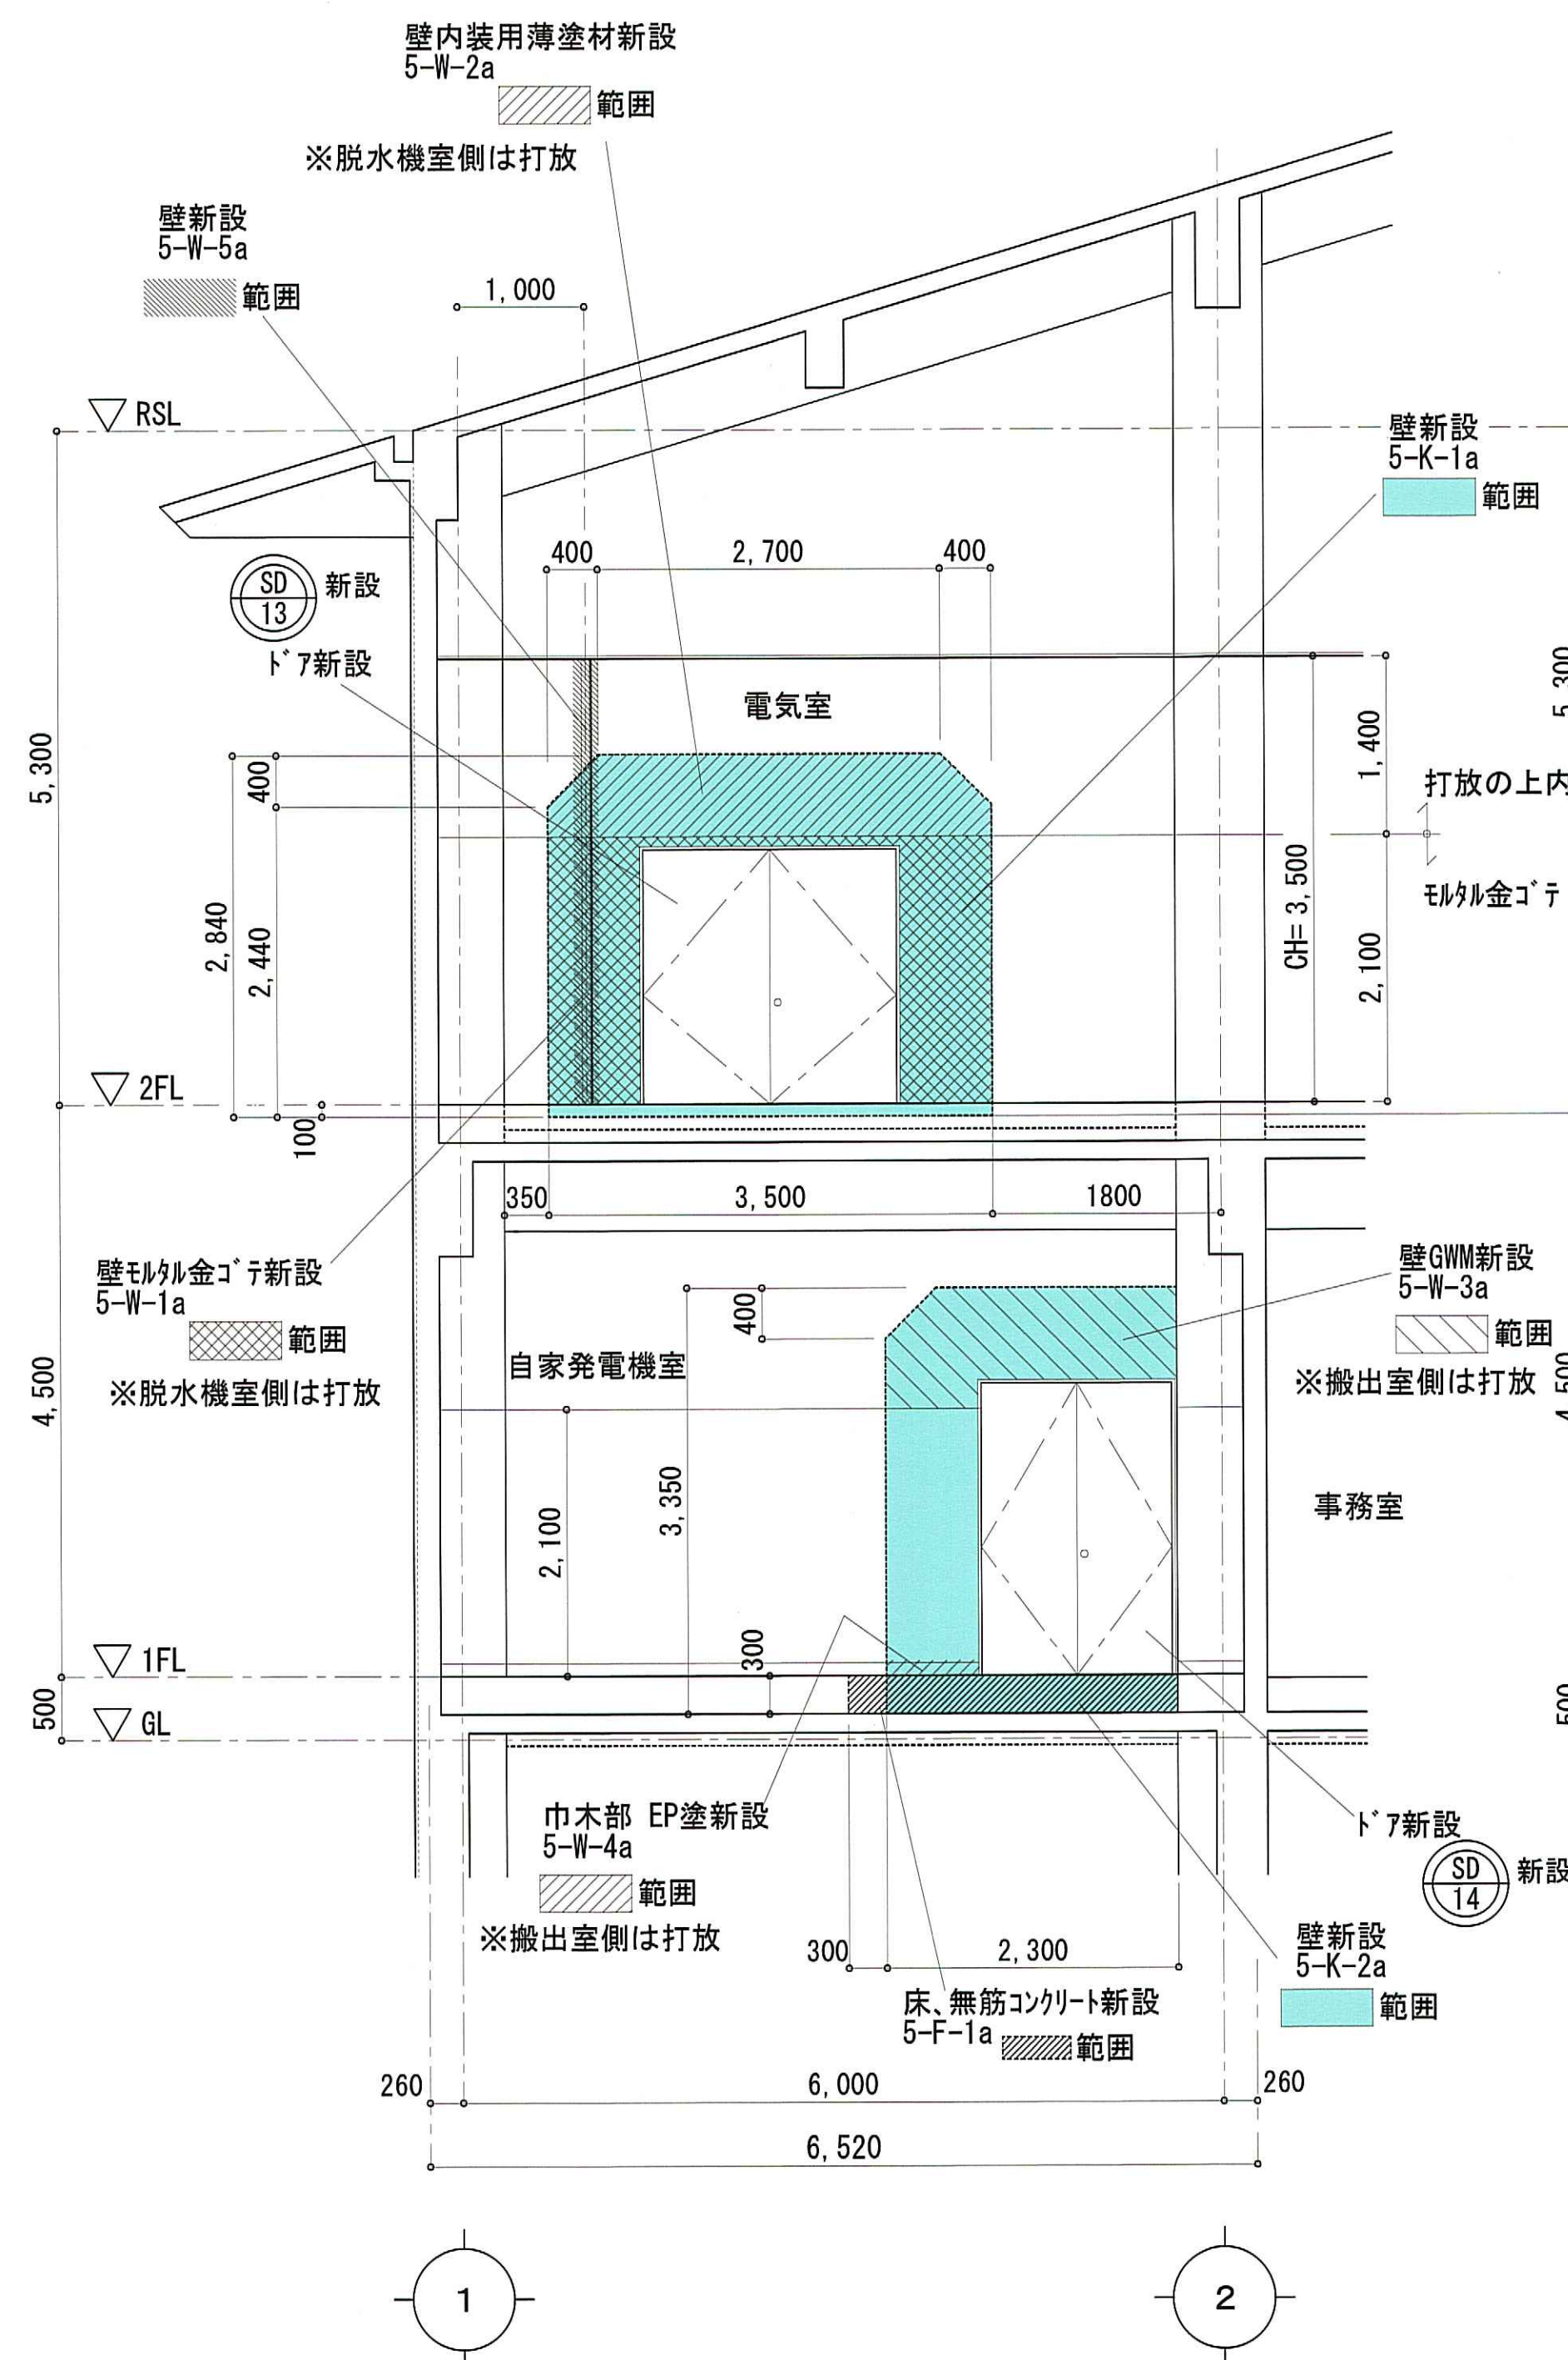 壁内装用薄塗材新設
5-W-2a
範囲
※脱水機室側は打放
壁新設
5-W-5a
範囲
1,000
RSL
壁新設
5-K-1a
範囲
400
2,700
400
SD
13
新設
ドア新設
電気室
5,300
5,300
400
2,840
2,440
1,400
打放の上内
CH=3,500
2,100
モルタル金ゴテ
2FL
100
350
3,500
1800
壁モルタル金ゴテ新設
5-W-1a
範囲
※脱水機室側は打放
400
壁GWM新設
5-W-3a
範囲
※搬出室側は打放
自家発電機室
4,500
4,500
2,100
3,350
事務室
1FL
300
500
500
GL
巾木部 EP塗新設
5-W-4a
範囲
※搬出室側は打放
ドア新設
SD
14
新設
300
2,300
壁新設
5-K-2a
範囲
床、無筋コンクリート新設
5-F-1a
範囲
260
6,000
260
6,520
1
2